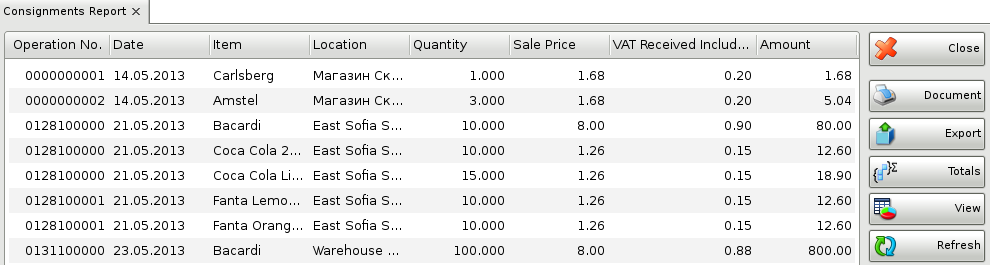 Consignments Report ×
Operation No. Date Item Location Quantity Sale Price VAT Received Includ... Amount
0000000001 14.05.2013 Carlsberg Магазин Ск... 1.000 1.68 0.20 1.68
0000000002 14.05.2013 Amstel Магазин Ск... 3.000 1.68 0.20 5.04
0128100000 21.05.2013 Bacardi East Sofia S... 10.000 8.00 0.90 80.00
0128100000 21.05.2013 Coca Cola 2... East Sofia S... 10.000 1.26 0.15 12.60
0128100000 21.05.2013 Coca Cola Li... East Sofia S... 15.000 1.26 0.15 18.90
0128100001 21.05.2013 Fanta Lemo... East Sofia S... 10.000 1.26 0.15 12.60
0128100001 21.05.2013 Fanta Orang... East Sofia S... 10.000 1.26 0.15 12.60
0131100000 23.05.2013 Bacardi Warehouse ... 100.000 8.00 0.88 800.00
Close
Document
Export
Totals
View
Refresh